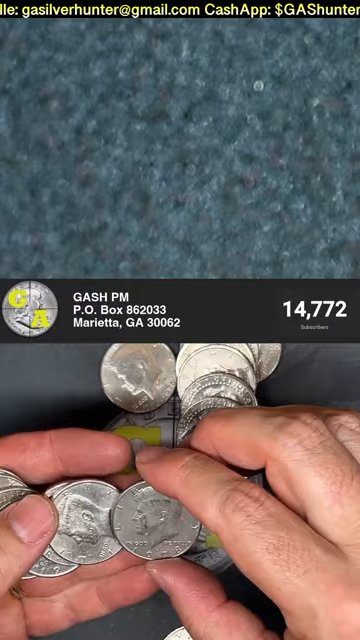 lle: gasilverhunter@gmail.com CashApp: $GAShunter
GASH PM
P.O. Box 862033
Marietta, GA 30062
14,772
Subscribers
G
A